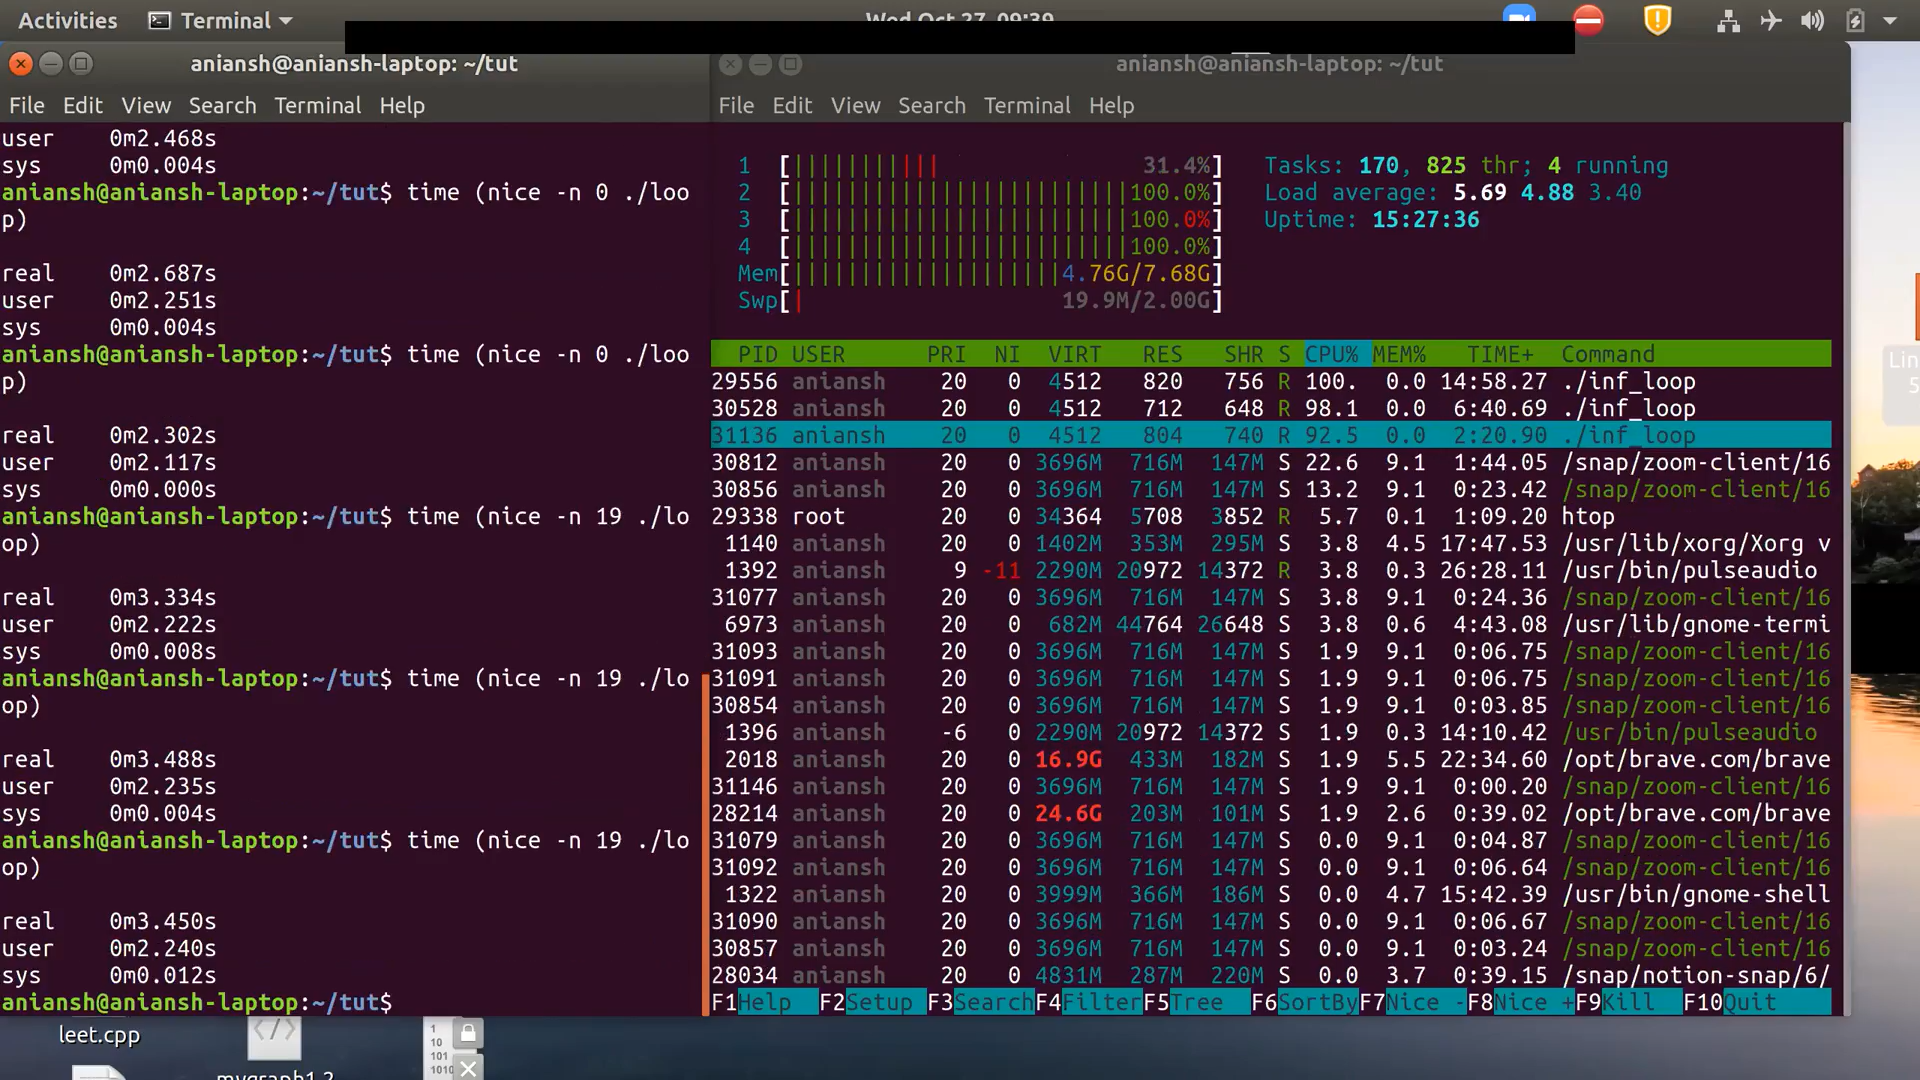 Activities
Terminal
Wed Oct 27, 09:39
aniansh@aniansh-laptop: ~/tut
File Edit View Search Terminal Help
user 0m2.468s
sys 0m0.004s
aniansh@aniansh-laptop:~/tut$ time (nice -n 0 ./loo
p)
real 0m2.687s
user 0m2.251s
sys 0m0.004s
aniansh@aniansh-laptop:~/tut$ time (nice -n 0 ./loo
p)
real 0m2.302s
user 0m2.117s
sys 0m0.000s
aniansh@aniansh-laptop:~/tut$ time (nice -n 19 ./lo
op)
real 0m3.334s
user 0m2.222s
sys 0m0.008s
aniansh@aniansh-laptop:~/tut$ time (nice -n 19 ./lo
op)
real 0m3.488s
user 0m2.235s
sys 0m0.004s
aniansh@aniansh-laptop:~/tut$ time (nice -n 19 ./lo
op)
real 0m3.450s
user 0m2.240s
sys 0m0.012s
aniansh@aniansh-laptop:~/tut$
aniansh@aniansh-laptop: ~/tut
File Edit View Search Terminal Help
1 [|||||||||||| 31.4%] Tasks: 170, 825 thr; 4 running
2 [|||||||||||||||||||||||||100.0%] Load average: 5.69 4.88 3.40
3 [|||||||||||||||||||||||||100.0%] Uptime: 15:27:36
4 [|||||||||||||||||||||||||100.0%]
Mem[||||||||||||||||||||4.76G/7.68G]
Swp[| 19.9M/2.00G]
PID USER PRI NI VIRT RES SHR S CPU% MEM% TIME+ Command
29556 aniansh 20 0 4512 820 756 R 100. 0.0 14:58.27 ./inf_loop
30528 aniansh 20 0 4512 712 648 R 98.1 0.0 6:40.69 ./inf_loop
31136 aniansh 20 0 4512 804 740 R 92.5 0.0 2:20.90 ./inf_loop
30812 aniansh 20 0 3696M 716M 147M S 22.6 9.1 1:44.05 /snap/zoom-client/16
30856 aniansh 20 0 3696M 716M 147M S 13.2 9.1 0:23.42 /snap/zoom-client/16
29338 root 20 0 34364 5708 3852 R 5.7 0.1 1:09.20 htop
1140 aniansh 20 0 1402M 353M 295M S 3.8 4.5 17:47.53 /usr/lib/xorg/Xorg v
1392 aniansh 9 -11 2290M 20972 14372 R 3.8 0.3 26:28.11 /usr/bin/pulseaudio
31077 aniansh 20 0 3696M 716M 147M S 3.8 9.1 0:24.36 /snap/zoom-client/16
6973 aniansh 20 0 682M 44764 26648 S 3.8 0.6 4:43.08 /usr/lib/gnome-termi
31093 aniansh 20 0 3696M 716M 147M S 1.9 9.1 0:06.75 /snap/zoom-client/16
31091 aniansh 20 0 3696M 716M 147M S 1.9 9.1 0:06.75 /snap/zoom-client/16
30854 aniansh 20 0 3696M 716M 147M S 1.9 9.1 0:03.85 /snap/zoom-client/16
1396 aniansh -6 0 2290M 20972 14372 S 1.9 0.3 14:10.42 /usr/bin/pulseaudio
2018 aniansh 20 0 16.9G 433M 182M S 1.9 5.5 22:34.60 /opt/brave.com/brave
31146 aniansh 20 0 3696M 716M 147M S 1.9 9.1 0:00.20 /snap/zoom-client/16
28214 aniansh 20 0 24.6G 203M 101M S 1.9 2.6 0:39.02 /opt/brave.com/brave
31079 aniansh 20 0 3696M 716M 147M S 0.0 9.1 0:04.87 /snap/zoom-client/16
31092 aniansh 20 0 3696M 716M 147M S 0.0 9.1 0:06.64 /snap/zoom-client/16
1322 aniansh 20 0 3999M 366M 186M S 0.0 4.7 15:42.39 /usr/bin/gnome-shell
31090 aniansh 20 0 3696M 716M 147M S 0.0 9.1 0:06.67 /snap/zoom-client/16
30857 aniansh 20 0 3696M 716M 147M S 0.0 9.1 0:03.24 /snap/zoom-client/16
28034 aniansh 20 0 4831M 287M 220M S 0.0 3.7 0:39.15 /snap/notion-snap/6/
F1Help F2Setup F3SearchF4FilterF5Tree F6SortByF7Nice -F8Nice +F9Kill F10Quit
Lin
5
leet.cpp
mygraph1.2
1
10
101
1010